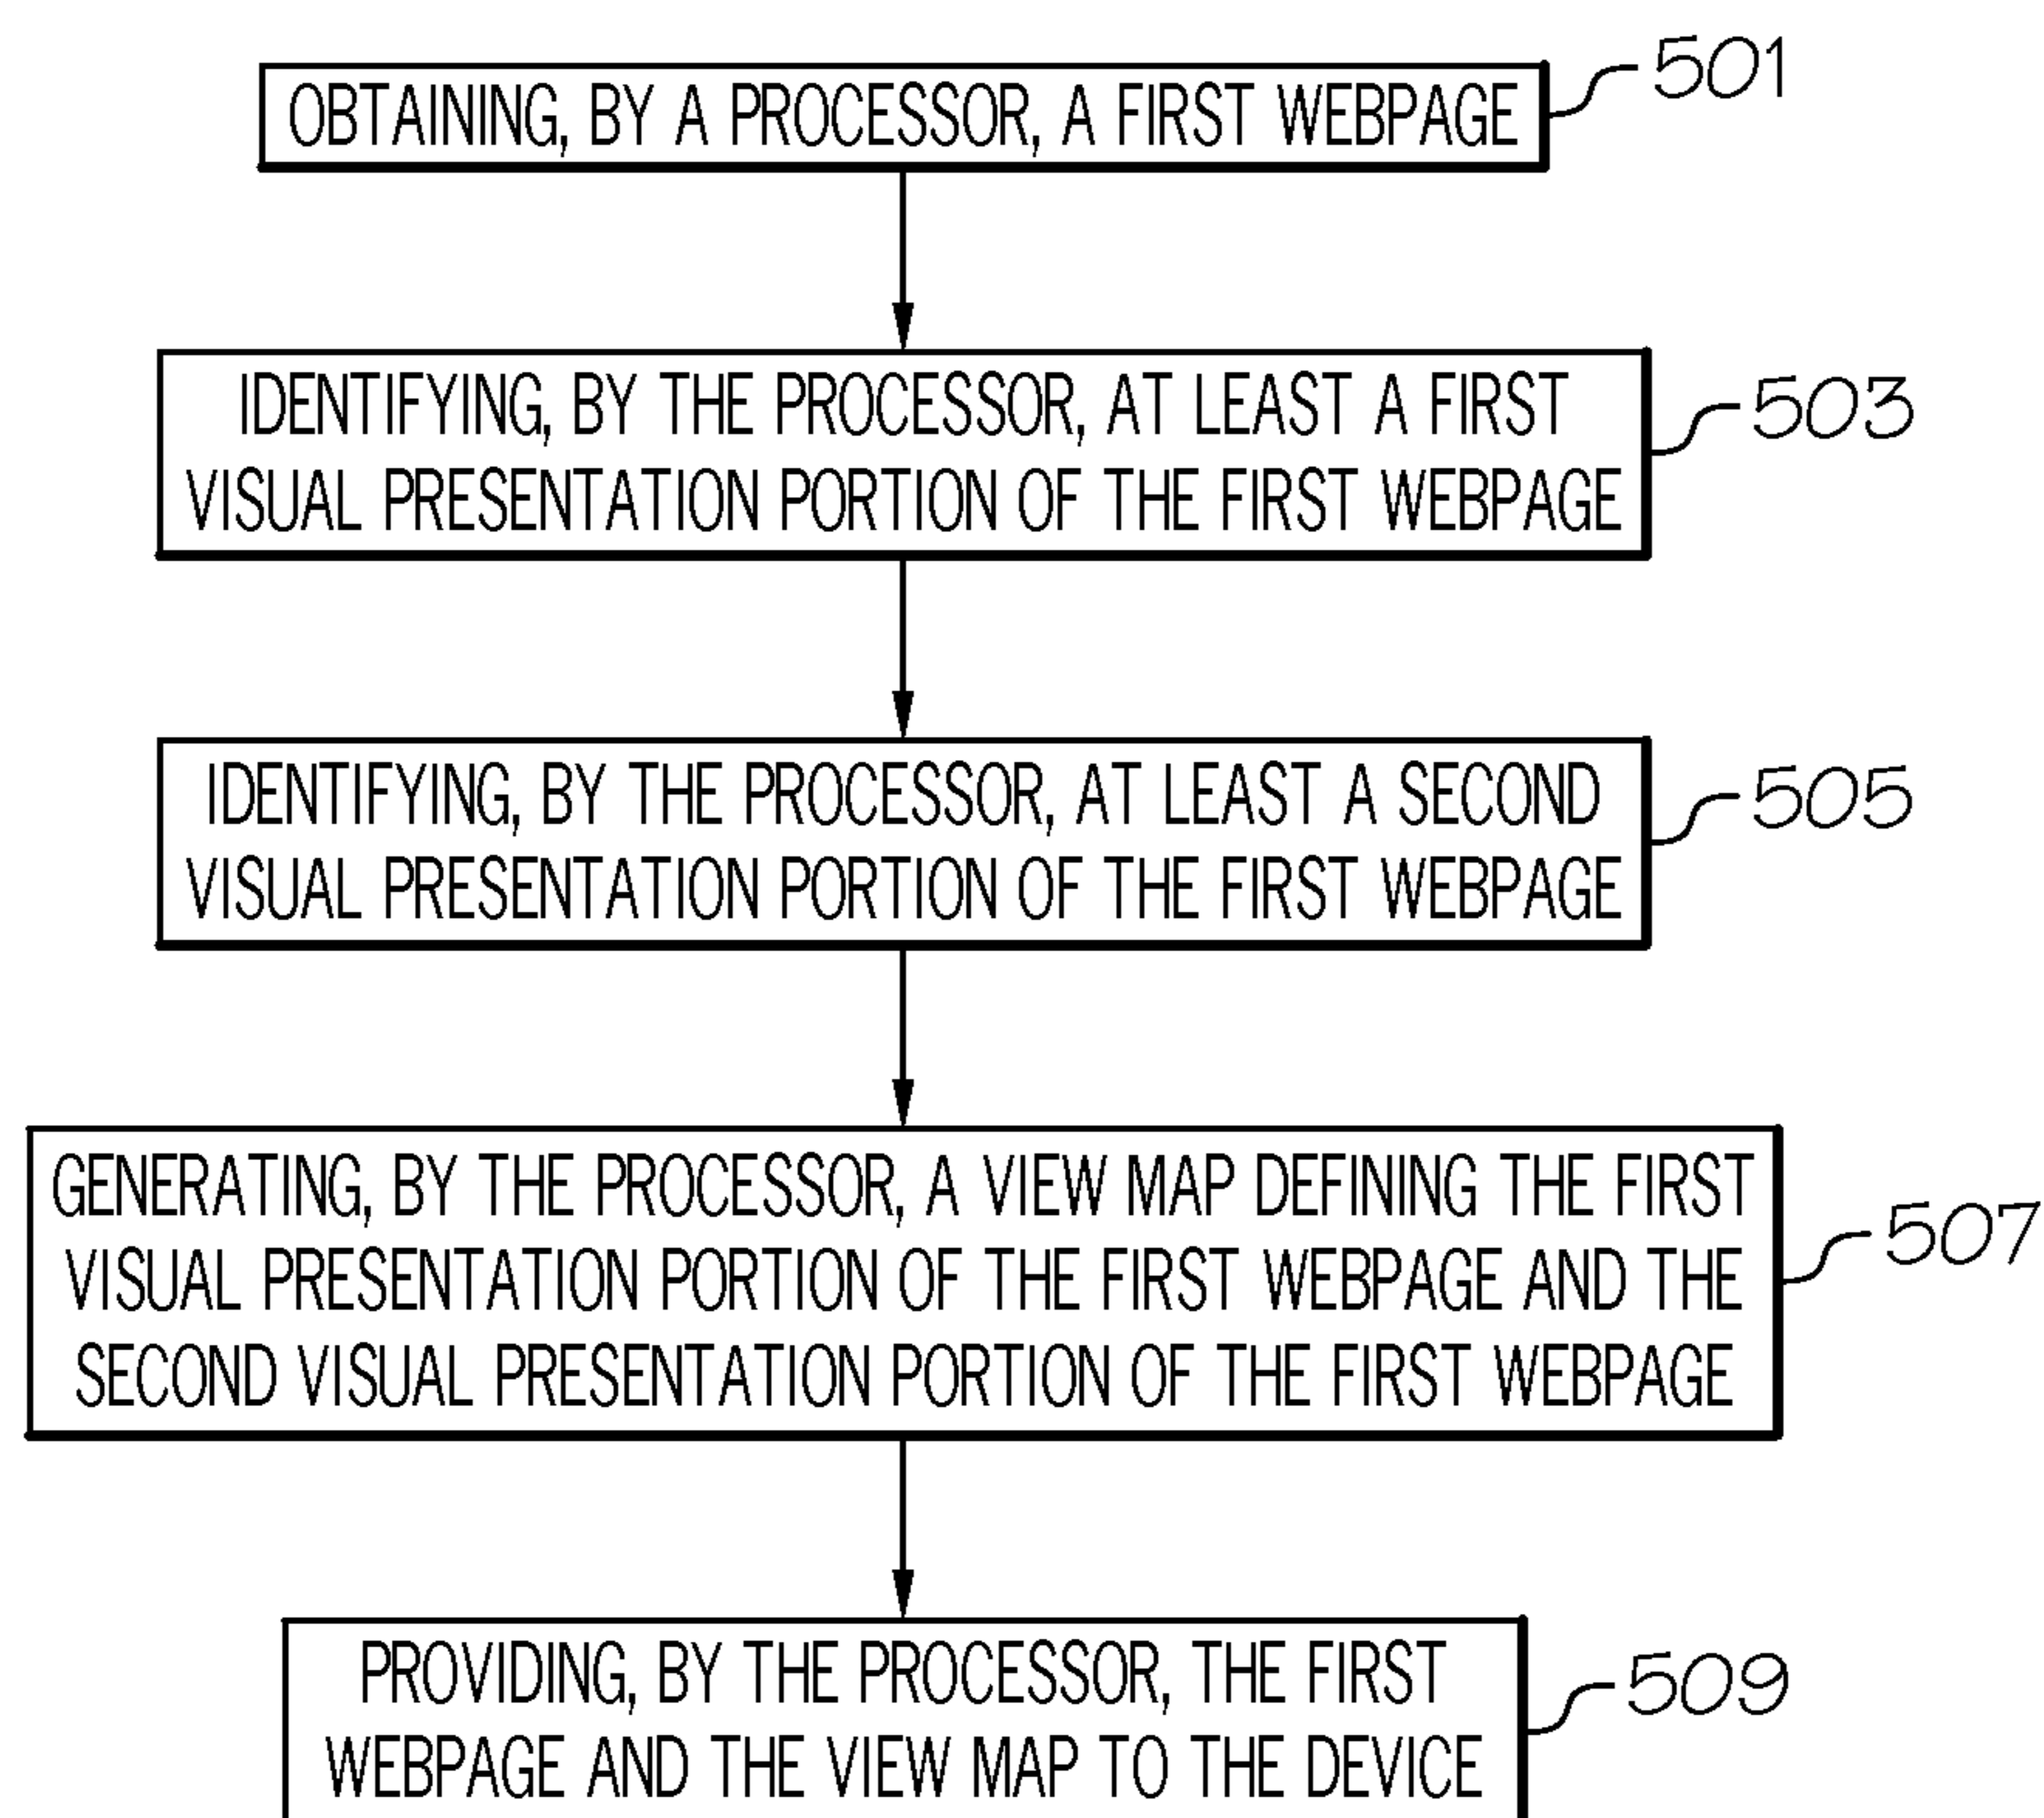 OBTAINING, BY A PROCESSOR, A FIRST WEBPAGE
501
IDENTIFYING, BY THE PROCESSOR, AT LEAST A FIRST
VISUAL PRESENTATION PORTION OF THE FIRST WEBPAGE
503
IDENTIFYING, BY THE PROCESSOR, AT LEAST A SECOND
VISUAL PRESENTATION PORTION OF THE FIRST WEBPAGE
505
GENERATING, BY THE PROCESSOR, A VIEW MAP DEFINING THE FIRST
VISUAL PRESENTATION PORTION OF THE FIRST WEBPAGE AND THE
SECOND VISUAL PRESENTATION PORTION OF THE FIRST WEBPAGE
507
PROVIDING, BY THE PROCESSOR, THE FIRST
WEBPAGE AND THE VIEW MAP TO THE DEVICE
509